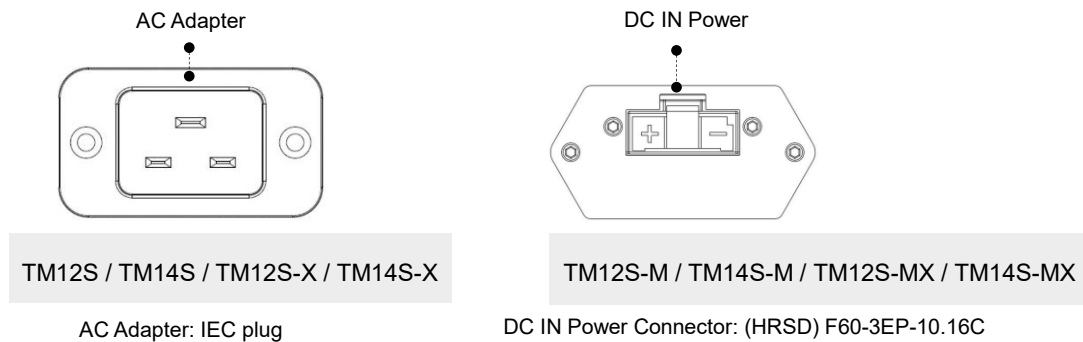 AC Adapter
DC IN Power
+ -
TM12S / TM14S / TM12S-X / TM14S-X
TM12S-M / TM14S-M / TM12S-MX / TM14S-MX
AC Adapter: IEC plug
DC IN Power Connector: (HRSD) F60-3EP-10.16C